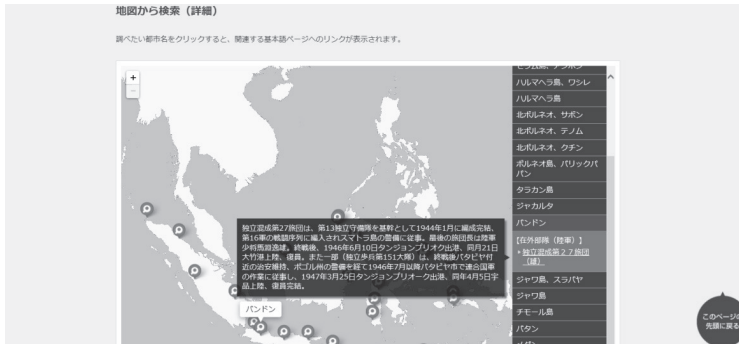 地図から検索（詳細）
調べたい都市名をクリックすると、関連する基本語ページへのリンクが表示されます。
+
−
ハルマヘラ島、ワシレ
ハルマヘラ島
北ボルネオ、サポン
北ボルネオ、テノム
北ボルネオ、クチン
ボルネオ島、バリックパ
パン
タラカン島
ジャカルタ
バンドン
【在外部隊（陸軍）】
独立混成第２７旅団
（雄）
ジャワ島、スラバヤ
ジャワ島
チモール島
パタン
独立混成第27旅団は、第13独立守備隊を基幹として1944年1月に編成完結、
第16軍の戦闘序列に編入されスマトラ島の警備に従事。最後の旅団長は陸軍
少将馬淵逸雄。終戦後、1946年6月10日タンジョンプリオク出港、同月21日
大竹港上陸、復員。また一部（独立歩兵第151大隊）は、終戦後バタビヤ付
近の治安維持、ボゴル州の警備を経て1946年7月以降バタビヤ市で連合国軍
の作業に従事し、1947年3月25日タンジョンプリオーク出港、同年4月5日宇
品上陸、復員完結。
バンドン
このページの
先頭に戻る